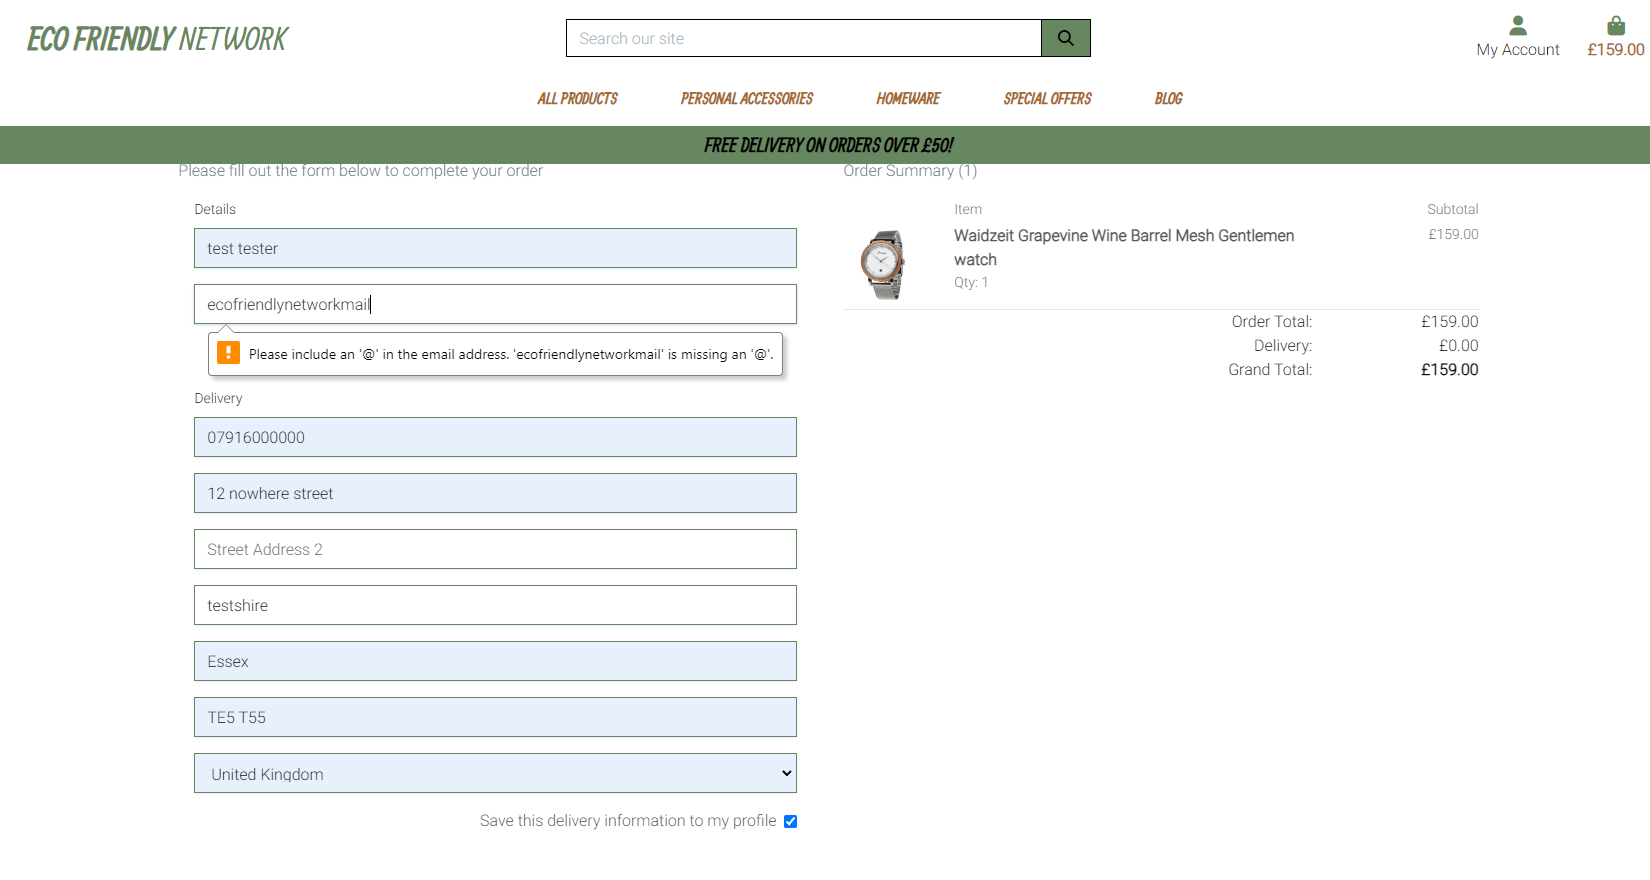 ECO FRIENDLY NETWORK
Search our site
My Account
£159.00
ALL PRODUCTS
PERSONAL ACCESSORIES
HOMEWARE
SPECIAL OFFERS
BLOG
FREE DELIVERY ON ORDERS OVER £50!
Please fill out the form below to complete your order
Details
test tester
ecofriendlynetworkmail
Please include an '@' in the email address. 'ecofriendlynetworkmail' is missing an '@'.
Delivery
07916000000
12 nowhere street
Street Address 2
testshire
Essex
TE5 T55
United Kingdom
Save this delivery information to my profile
Order Summary (1)
Item
Subtotal
Waidzeit Grapevine Wine Barrel Mesh Gentlemen
watch
£159.00
Qty: 1
Order Total: £159.00
Delivery: £0.00
Grand Total: £159.00